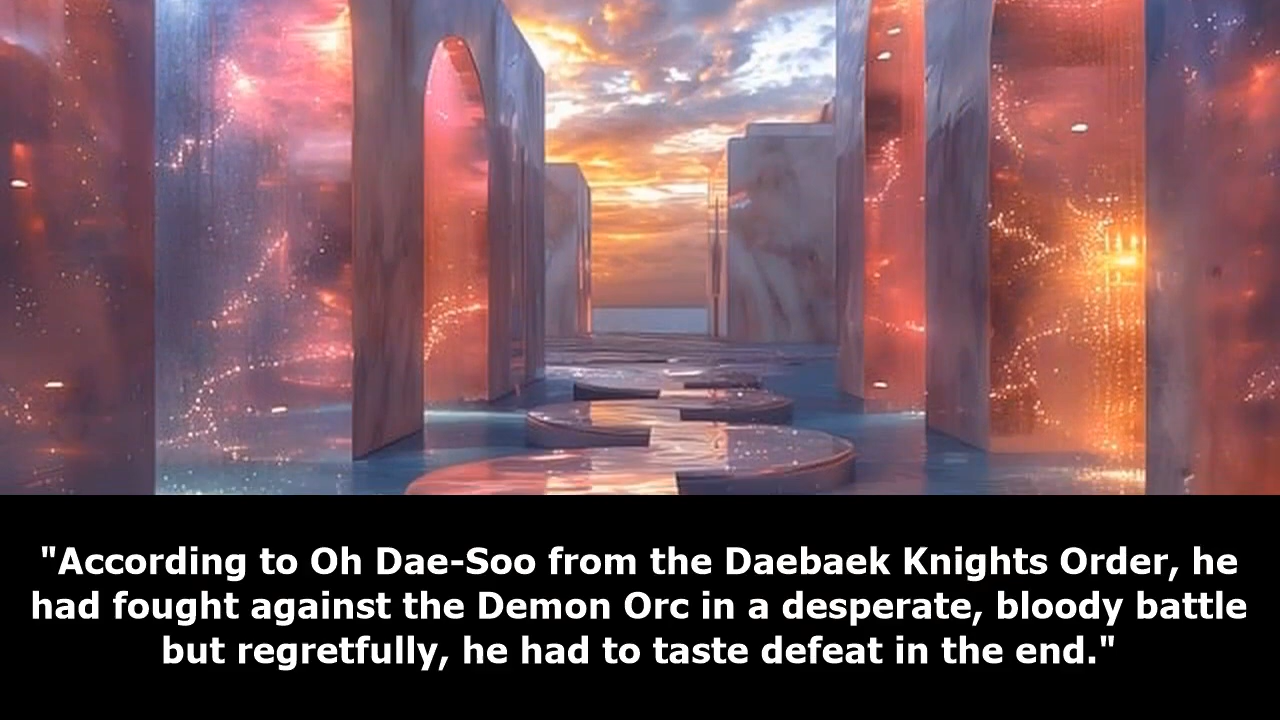 "According to Oh Dae-Soo from the Daebaek Knights Order, he
had fought against the Demon Orc in a desperate, bloody battle
but regretfully, he had to taste defeat in the end."